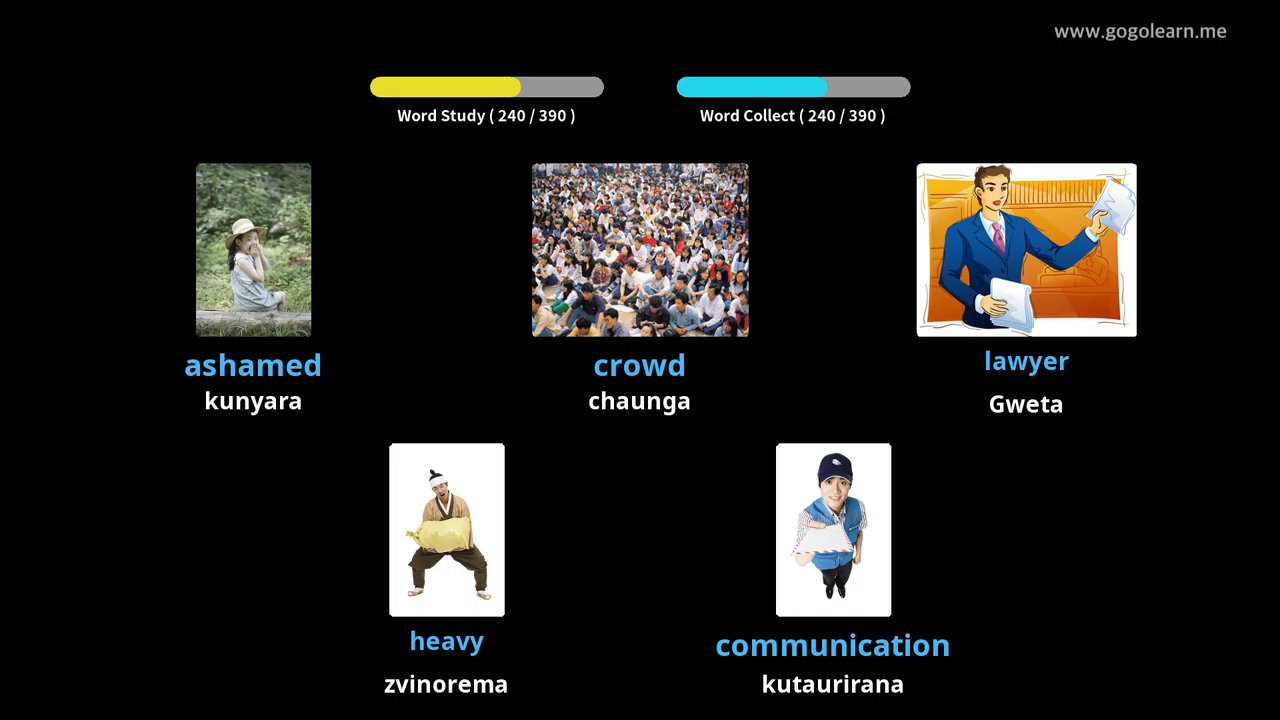 www.gogolearn.me
Word Study ( 240 / 390 )
Word Collect ( 240 / 390 )
ashamed
kunyara
crowd
chaunga
lawyer
Gweta
heavy
zvinorema
communication
kutaurirana